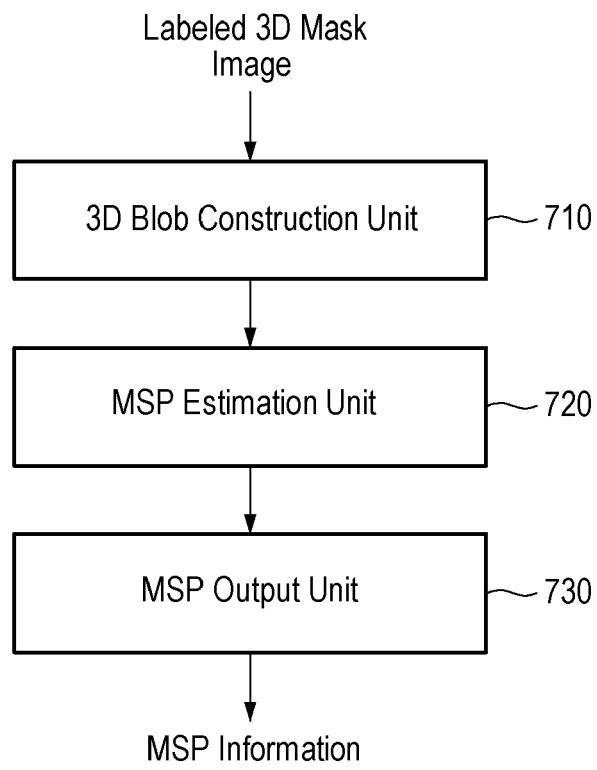 Labeled 3D Mask
Image
3D Blob Construction Unit
710
MSP Estimation Unit
720
MSP Output Unit
730
MSP Information